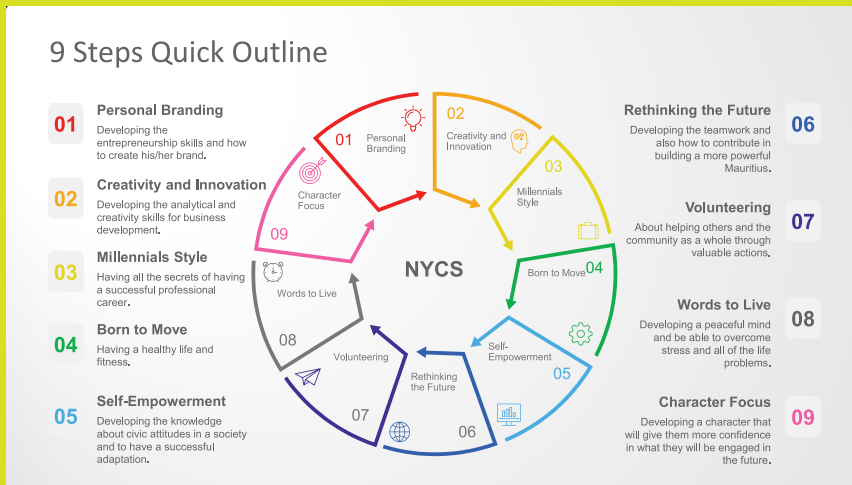 9 Steps Quick Outline
01
Personal Branding
Developing the
entrepreneurship skills and how
to create his/her brand.
02
Creativity and Innovation
Developing the analytical and
creativity skills for business
development.
03
Millennials Style
Having all the secrets of having
a successful professional
career.
04
Born to Move
Having a healthy life and
fitness.
05
Self-Empowerment
Developing the knowledge
about civic attitudes in a society
and to have a successful
adaptation.
01
Personal
Branding
02
Creativity and
Innovation
03
Millennials
Style
Born to Move
04
Self-
Empowerment
05
Rethinking
the Future
06
Volunteering
07
Words to Live
08
Character
Focus
09
NYCS
Rethinking the Future
06
Developing the teamwork and
also how to contribute in
building a more powerful
Mauritius.
Volunteering
07
About helping others and the
community as a whole through
valuable actions.
Words to Live
08
Developing a peaceful mind
and be able to overcome
stress and all of the life
problems.
Character Focus
09
Developing a character that
will give them more confidence
in what they will be engaged in
the future.